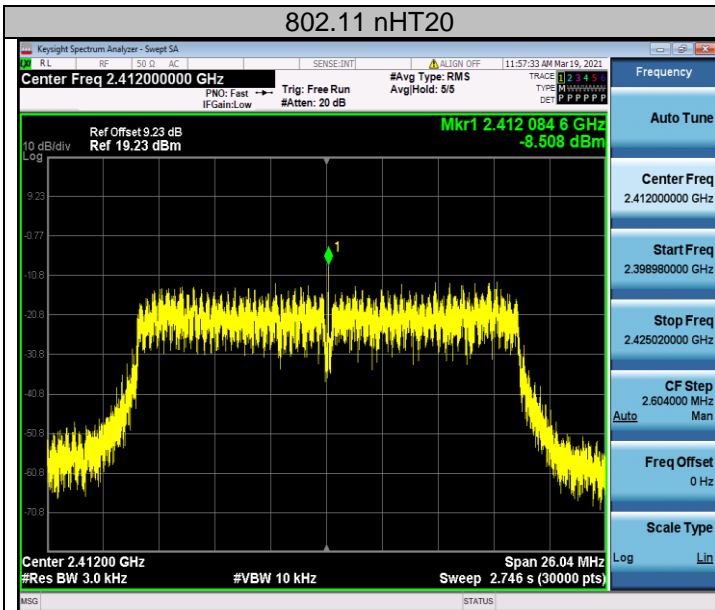 802.11 nHT20
Keysight Spectrum Analyzer - Swept SA
RL RF 50 Ω AC SENSE:INT ALIGN OFF 11:57:33 AM Mar 19, 2021
Center Freq 2.412000000 GHz
PNO: Fast
IFGain:Low
Trig: Free Run
#Atten: 20 dB
#Avg Type: RMS
Avg|Hold: 5/5
TRACE 1 2 3 4 5 6
TYPE M WWWWW
DET P P P P P P
Frequency
Mkr1 2.412 084 6 GHz
-8.508 dBm
Ref Offset 9.23 dB
10 dB/div Ref 19.23 dBm
Log
9.23
-0.77
-10.8
-20.8
-30.8
-40.8
-50.8
-60.8
-70.8
1
Center 2.41200 GHz
Span 26.04 MHz
#Res BW 3.0 kHz
#VBW 10 kHz
Sweep 2.746 s (30000 pts)
Auto Tune
Center Freq
2.412000000 GHz
Start Freq
2.398980000 GHz
Stop Freq
2.425020000 GHz
CF Step
2.604000 MHz
Auto Man
Freq Offset
0 Hz
Scale Type
Log Lin
MSG STATUS